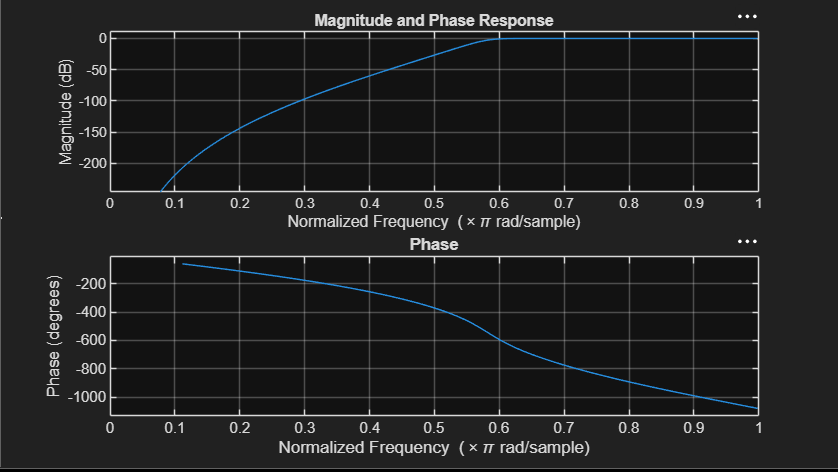 Magnitude and Phase Response
Magnitude (dB)
0
-50
-100
-150
-200
0 0.1 0.2 0.3 0.4 0.5 0.6 0.7 0.8 0.9 1
Normalized Frequency (× π rad/sample)
Phase
Phase (degrees)
-200
-400
-600
-800
-1000
0 0.1 0.2 0.3 0.4 0.5 0.6 0.7 0.8 0.9 1
Normalized Frequency (× π rad/sample)